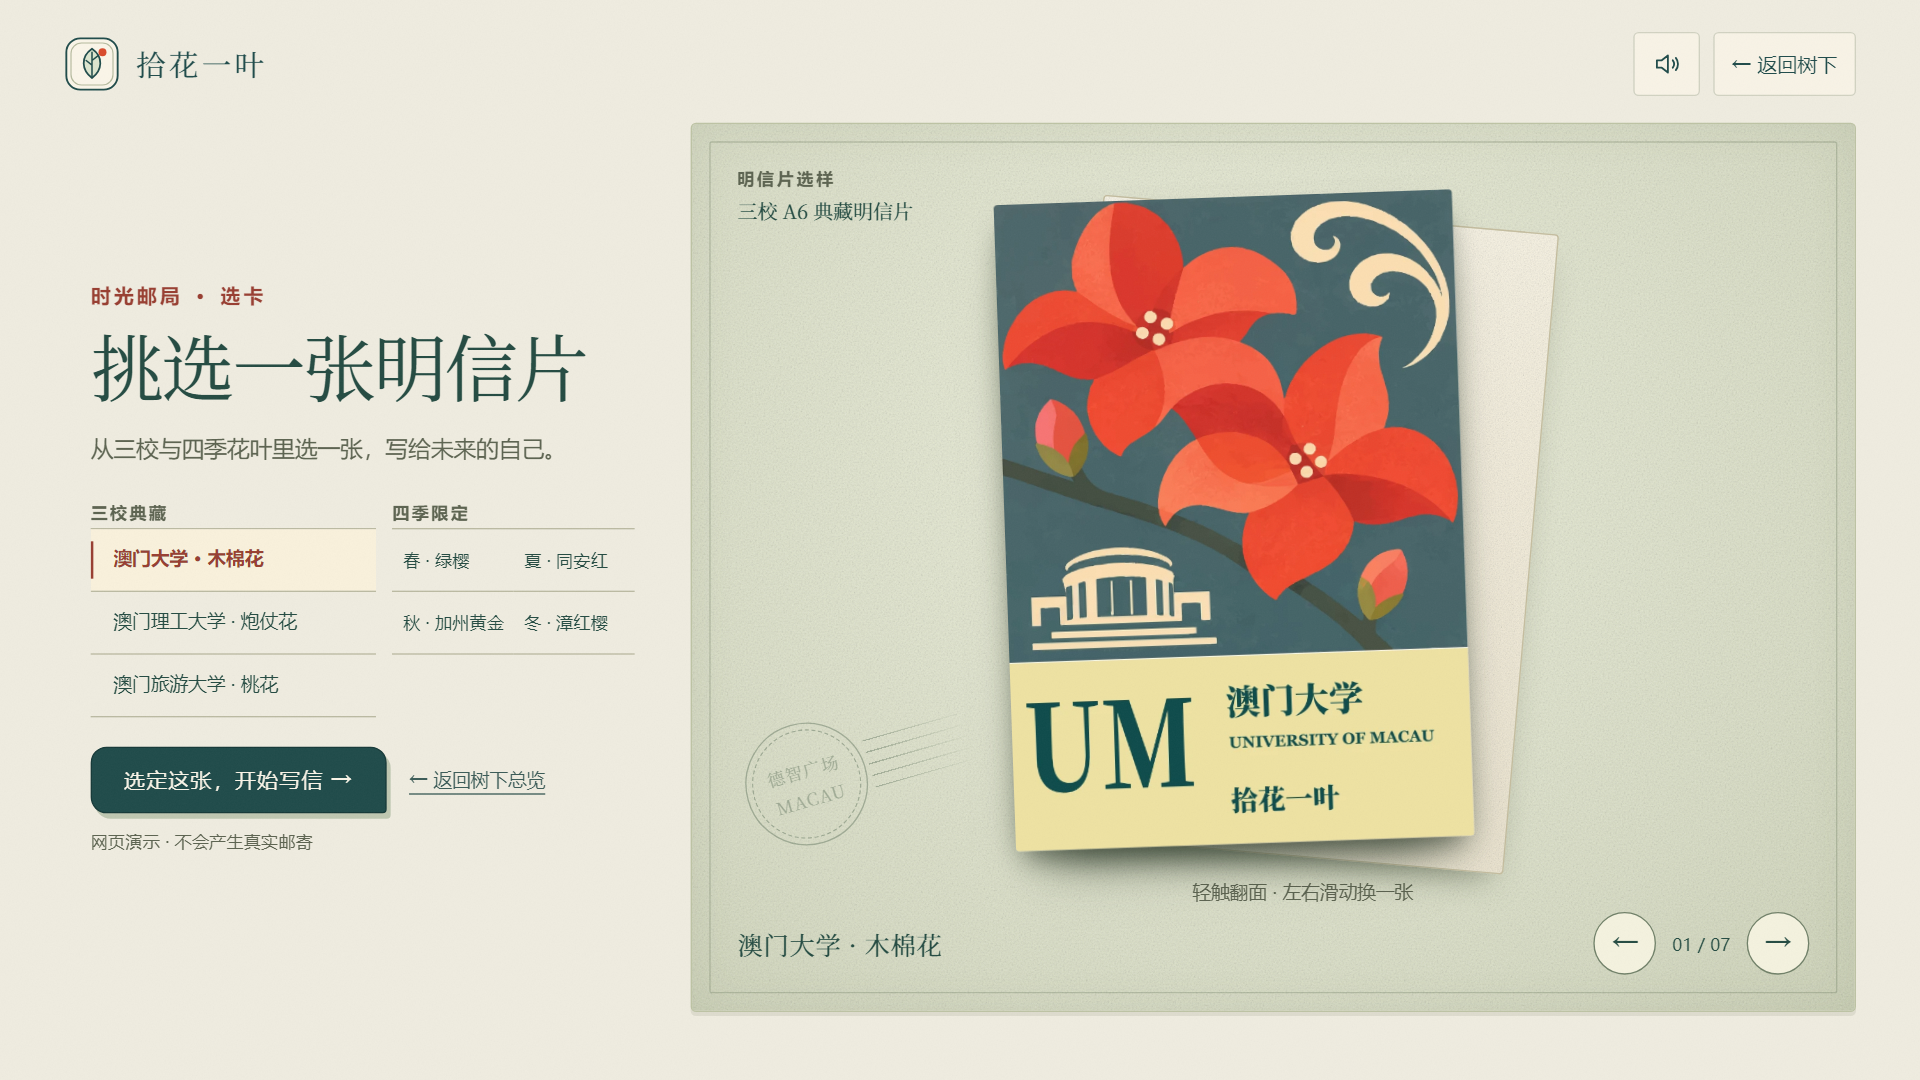 拾花一叶
← 返回树下
时光邮局 · 选卡
挑选一张明信片
从三校与四季花叶里选一张，写给未来的自己。
三校典藏
澳门大学 · 木棉花
澳门理工大学 · 炮仗花
澳门旅游大学 · 桃花
四季限定
春 · 绿樱
夏 · 同安红
秋 · 加州黄金
冬 · 漳红樱
选定这张，开始写信 →
← 返回树下总览
网页演示 · 不会产生真实邮寄
明信片选样
三校 A6 典藏明信片
UM
澳门大学
UNIVERSITY OF MACAU
拾花一叶
德智广场
MACAU
轻触翻面 · 左右滑动换一张
澳门大学 · 木棉花
←
01 / 07
→